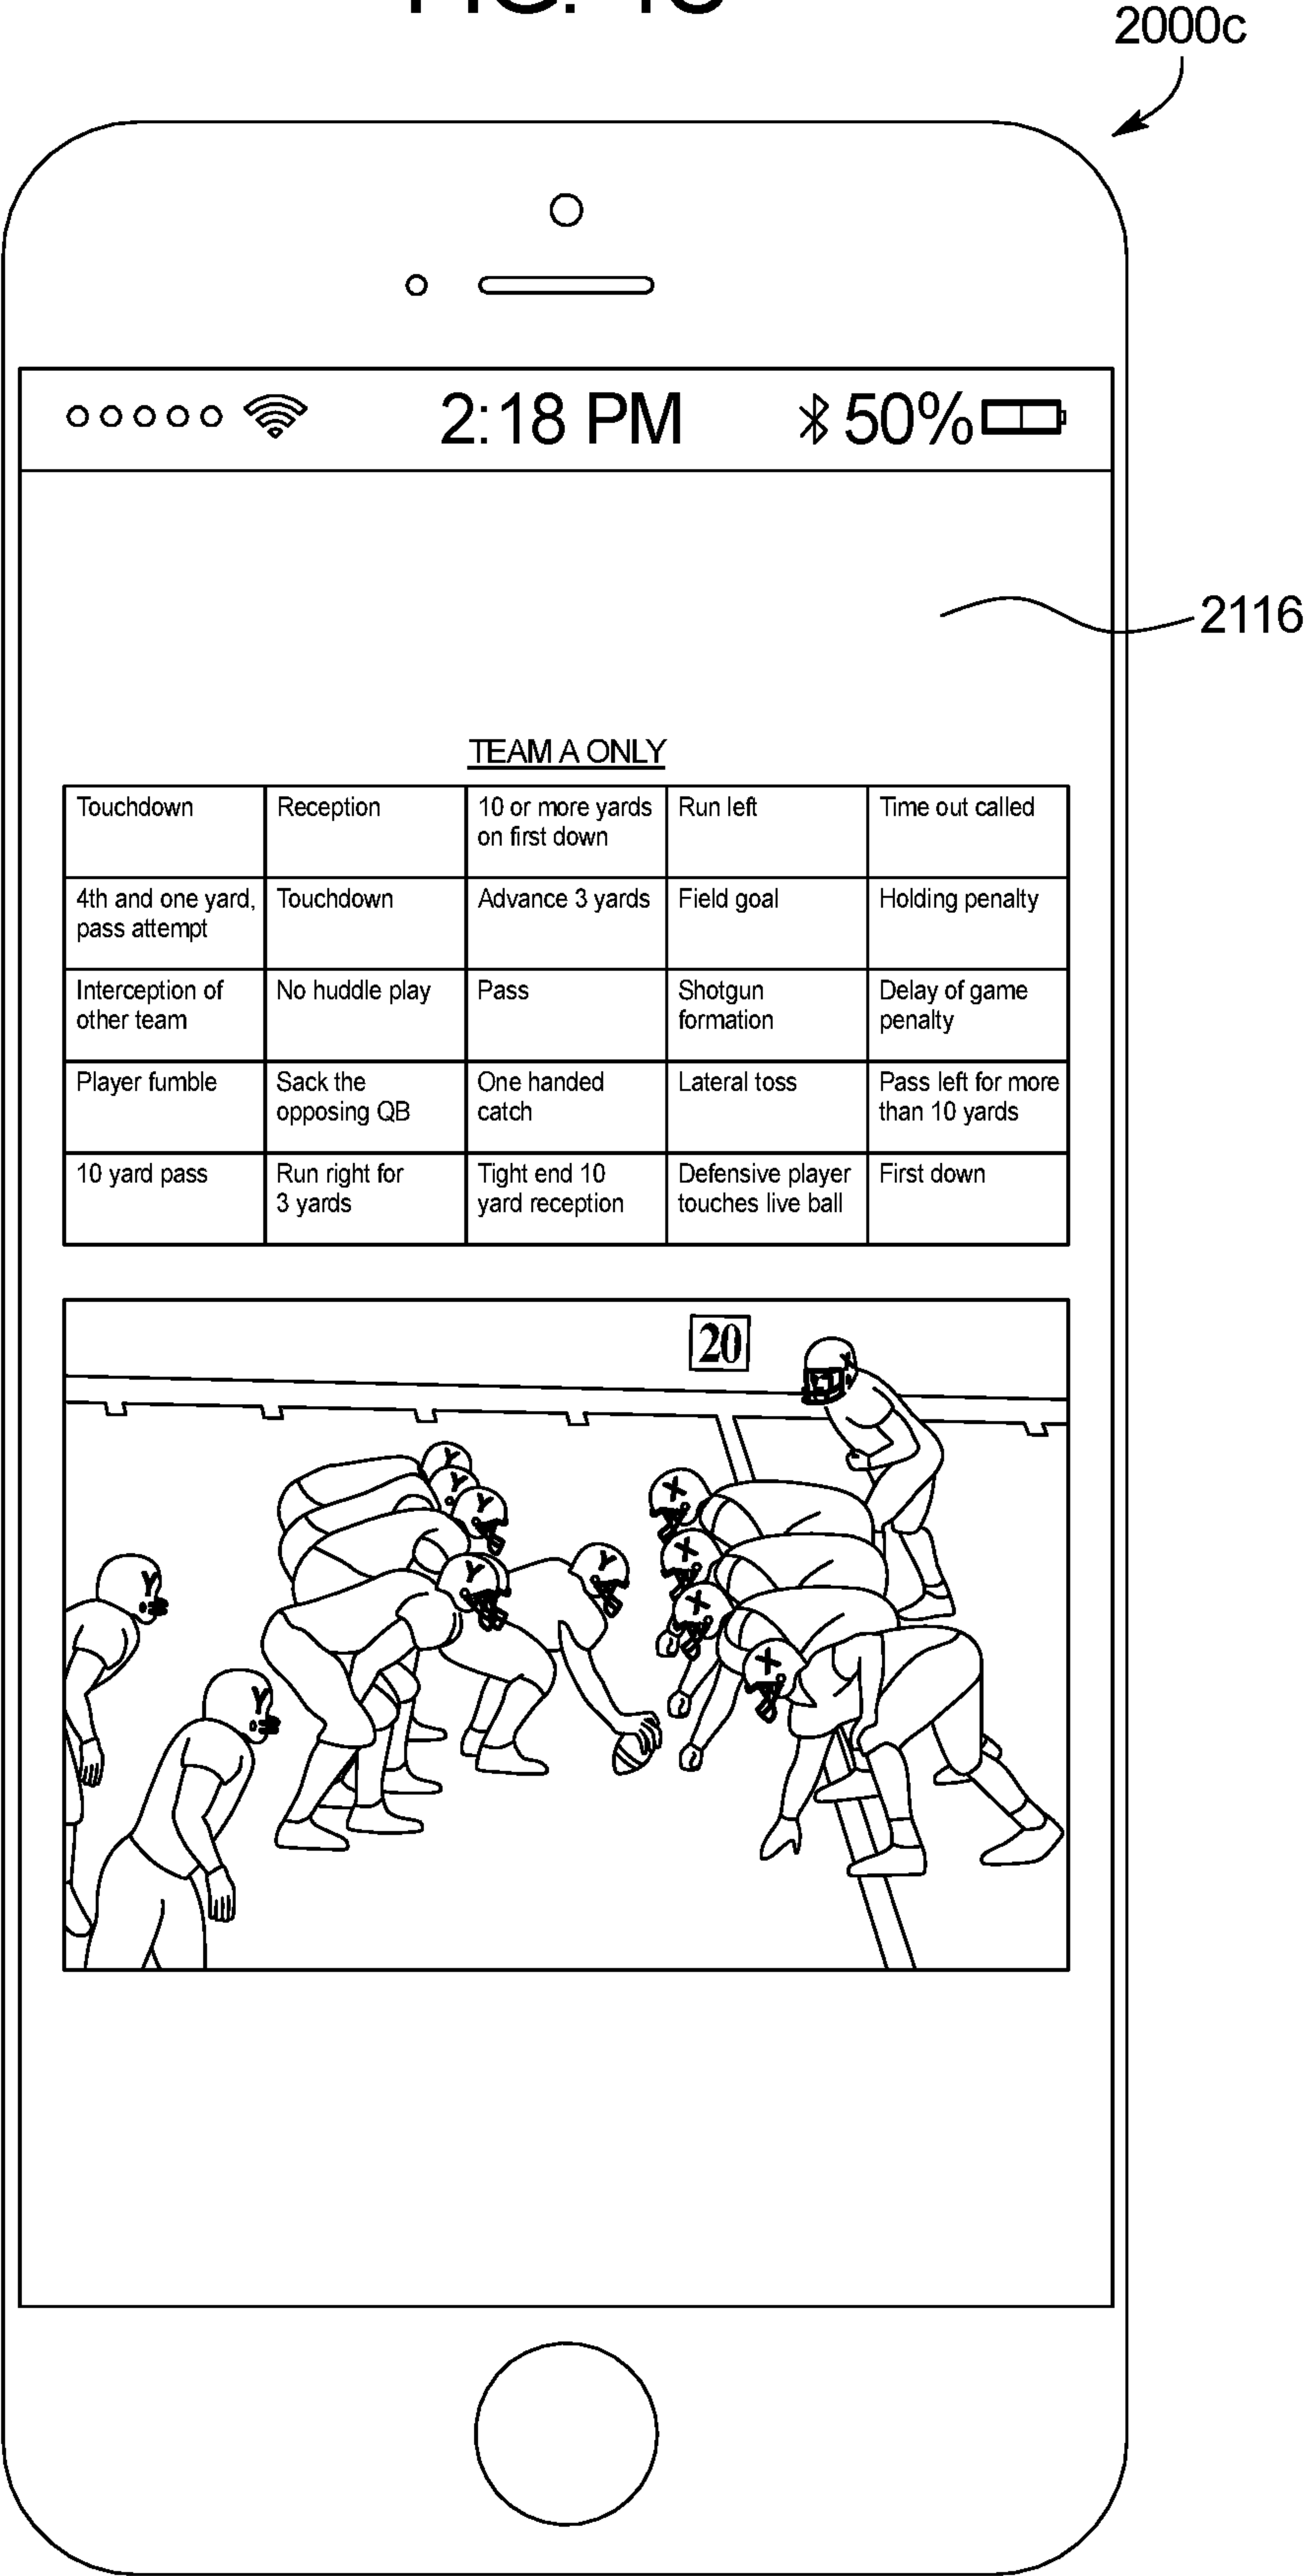 2000c
2:18 PM 50%
2116
TEAM A ONLY
Touchdown
Reception
10 or more yards
on first down
Run left
Time out called
4th and one yard,
pass attempt
Touchdown
Advance 3 yards
Field goal
Holding penalty
Interception of
other team
No huddle play
Pass
Shotgun
formation
Delay of game
penalty
Player fumble
Sack the
opposing QB
One handed
catch
Lateral toss
Pass left for more
than 10 yards
10 yard pass
Run right for
3 yards
Tight end 10
yard reception
Defensive player
touches live ball
First down
20
Y
Y
Y
Y
Y
Y
Y
X
X
X
X